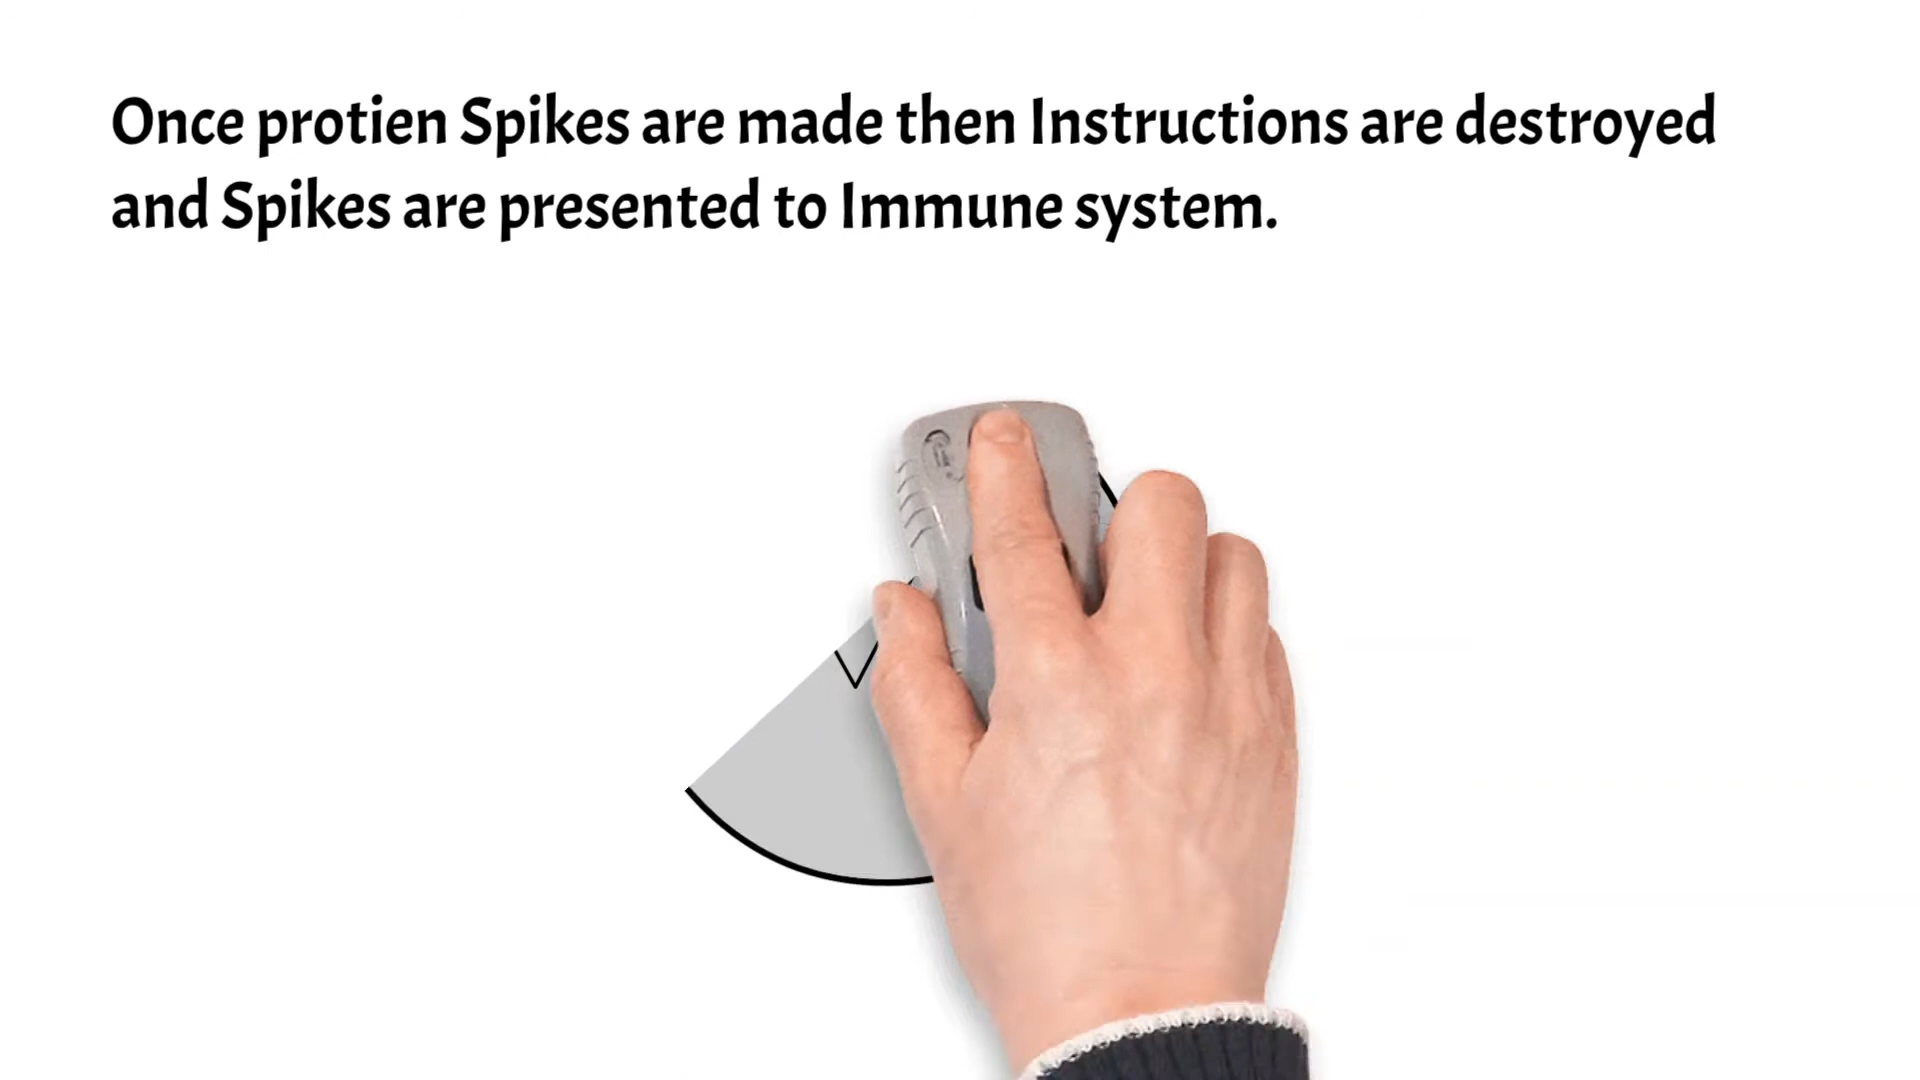 Once protien Spikes are made then Instructions are destroyed
and Spikes are presented to Immune system.